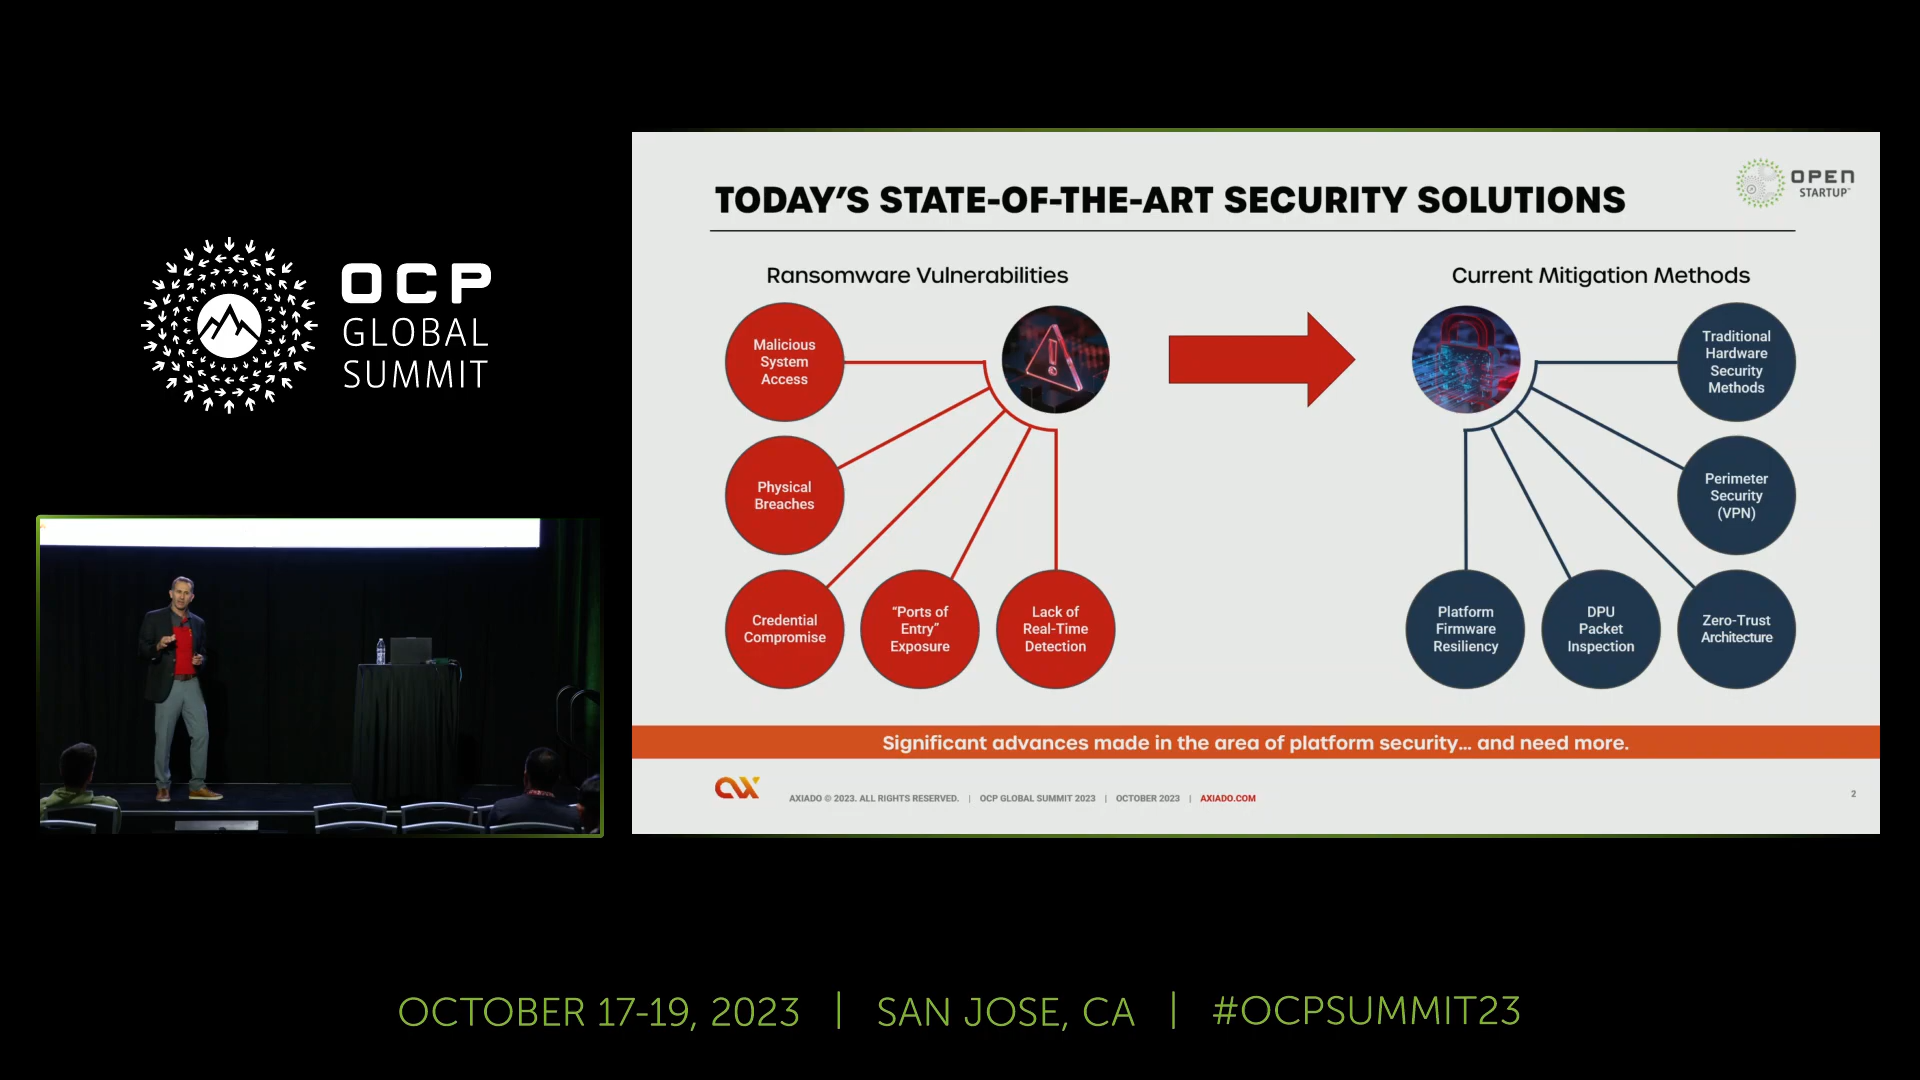 OCP
GLOBAL
SUMMIT
TODAY'S STATE-OF-THE-ART SECURITY SOLUTIONS
OPEN
STARTUP™
Ransomware Vulnerabilities
Malicious
System
Access
Physical
Breaches
Credential
Compromise
“Ports of
Entry”
Exposure
Lack of
Real-Time
Detection
Current Mitigation Methods
Traditional
Hardware
Security
Methods
Perimeter
Security
(VPN)
Platform
Firmware
Resiliency
DPU
Packet
Inspection
Zero-Trust
Architecture
Significant advances made in the area of platform security... and need more.
AXIADO © 2023. ALL RIGHTS RESERVED. | OCP GLOBAL SUMMIT 2023 | OCTOBER 2023 | AXIADO.COM
2
OCTOBER 17-19, 2023 | SAN JOSE, CA | #OCPSUMMIT23